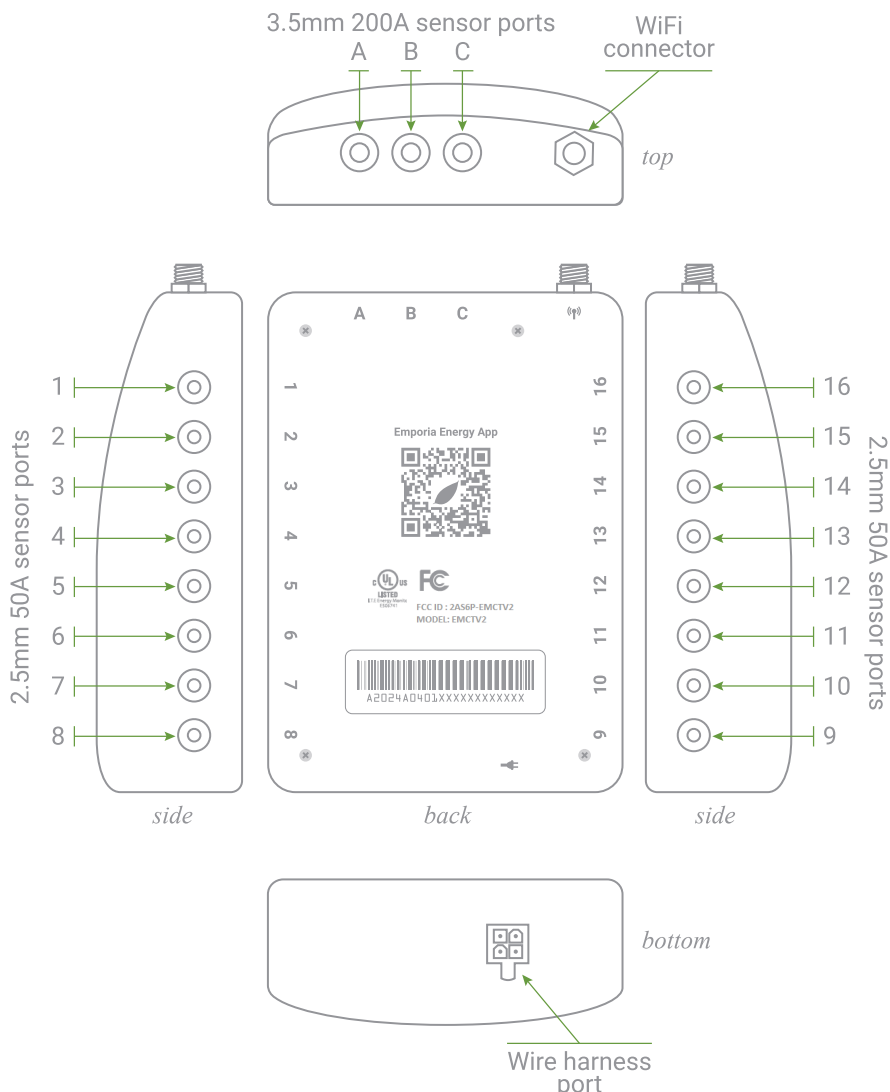 3.5mm 200A sensor ports
A B C
WiFi
connector
top
A B C
1
2
3
4
5
6
7
8
2.5mm 50A sensor ports
side
1
2
3
4
5
6
7
8
Emporia Energy App
C UL US
LISTED
FC
FCC ID : 2AS6P-EMCTV2
MODEL: EMCTV2
A2024A0401XXXXXXXXXXXX
16
15
14
13
12
11
10
9
back
16
15
14
13
12
11
10
9
2.5mm 50A sensor ports
side
bottom
Wire harness
port